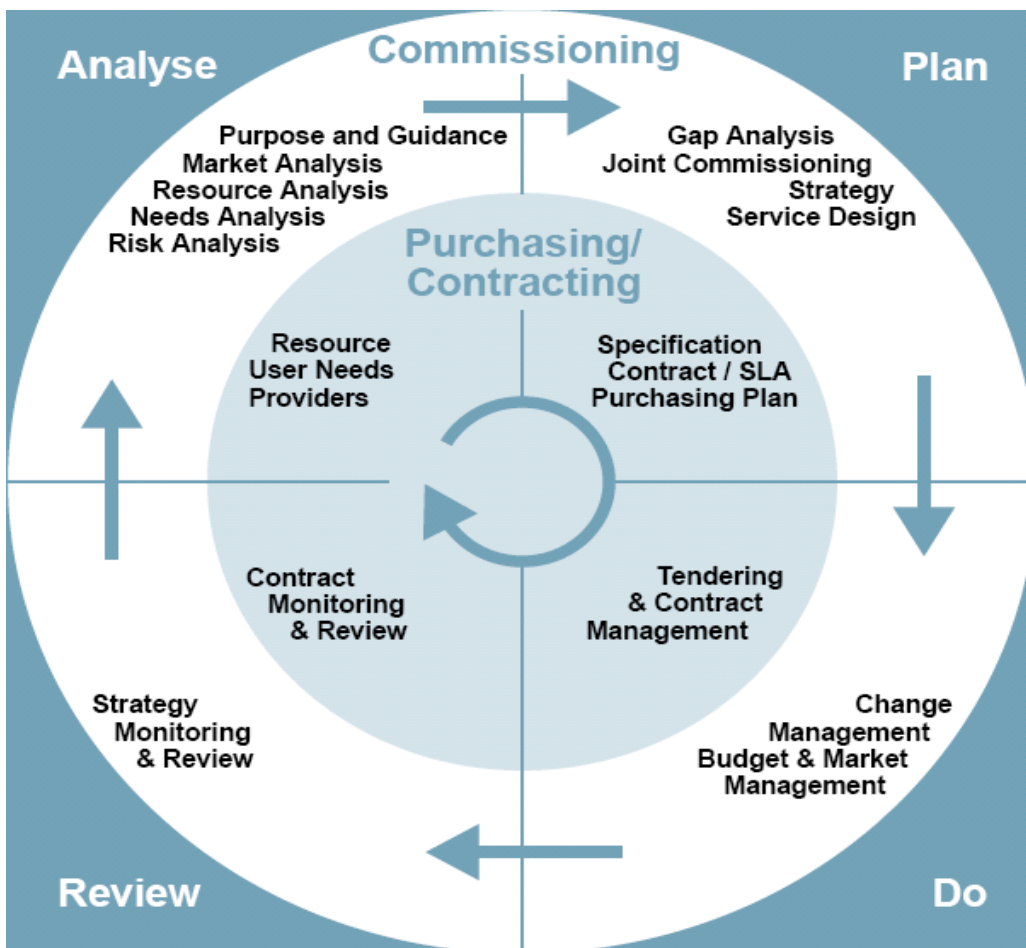 Analyse
Commissioning
Plan
Purpose and Guidance
Market Analysis
Resource Analysis
Needs Analysis
Risk Analysis
Gap Analysis
Joint Commissioning
Strategy
Service Design
Purchasing/
Contracting
Resource
User Needs
Providers
Specification
Contract / SLA
Purchasing Plan
Contract
Monitoring
& Review
Tendering
& Contract
Management
Strategy
Monitoring
& Review
Change
Management
Budget & Market
Management
Review
Do